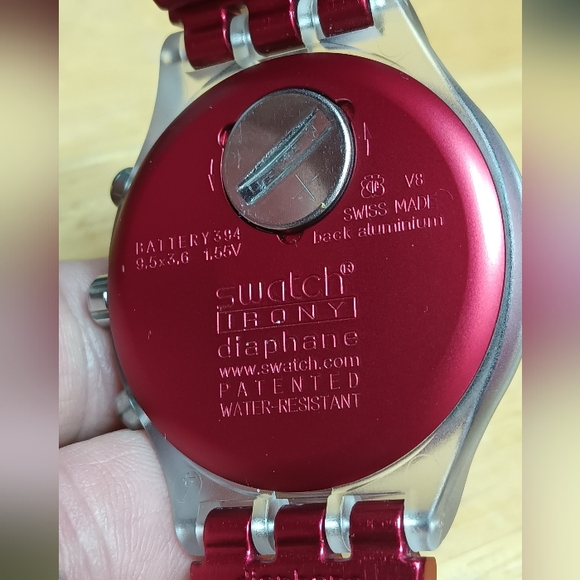 V8
SWISS MADE
back aluminium
BATTERY 394
9.5x3,6 1.55V
swatch®
IRONY
diaphane
www.swatch.com
PATENTED
WATER-RESISTANT
diaphane